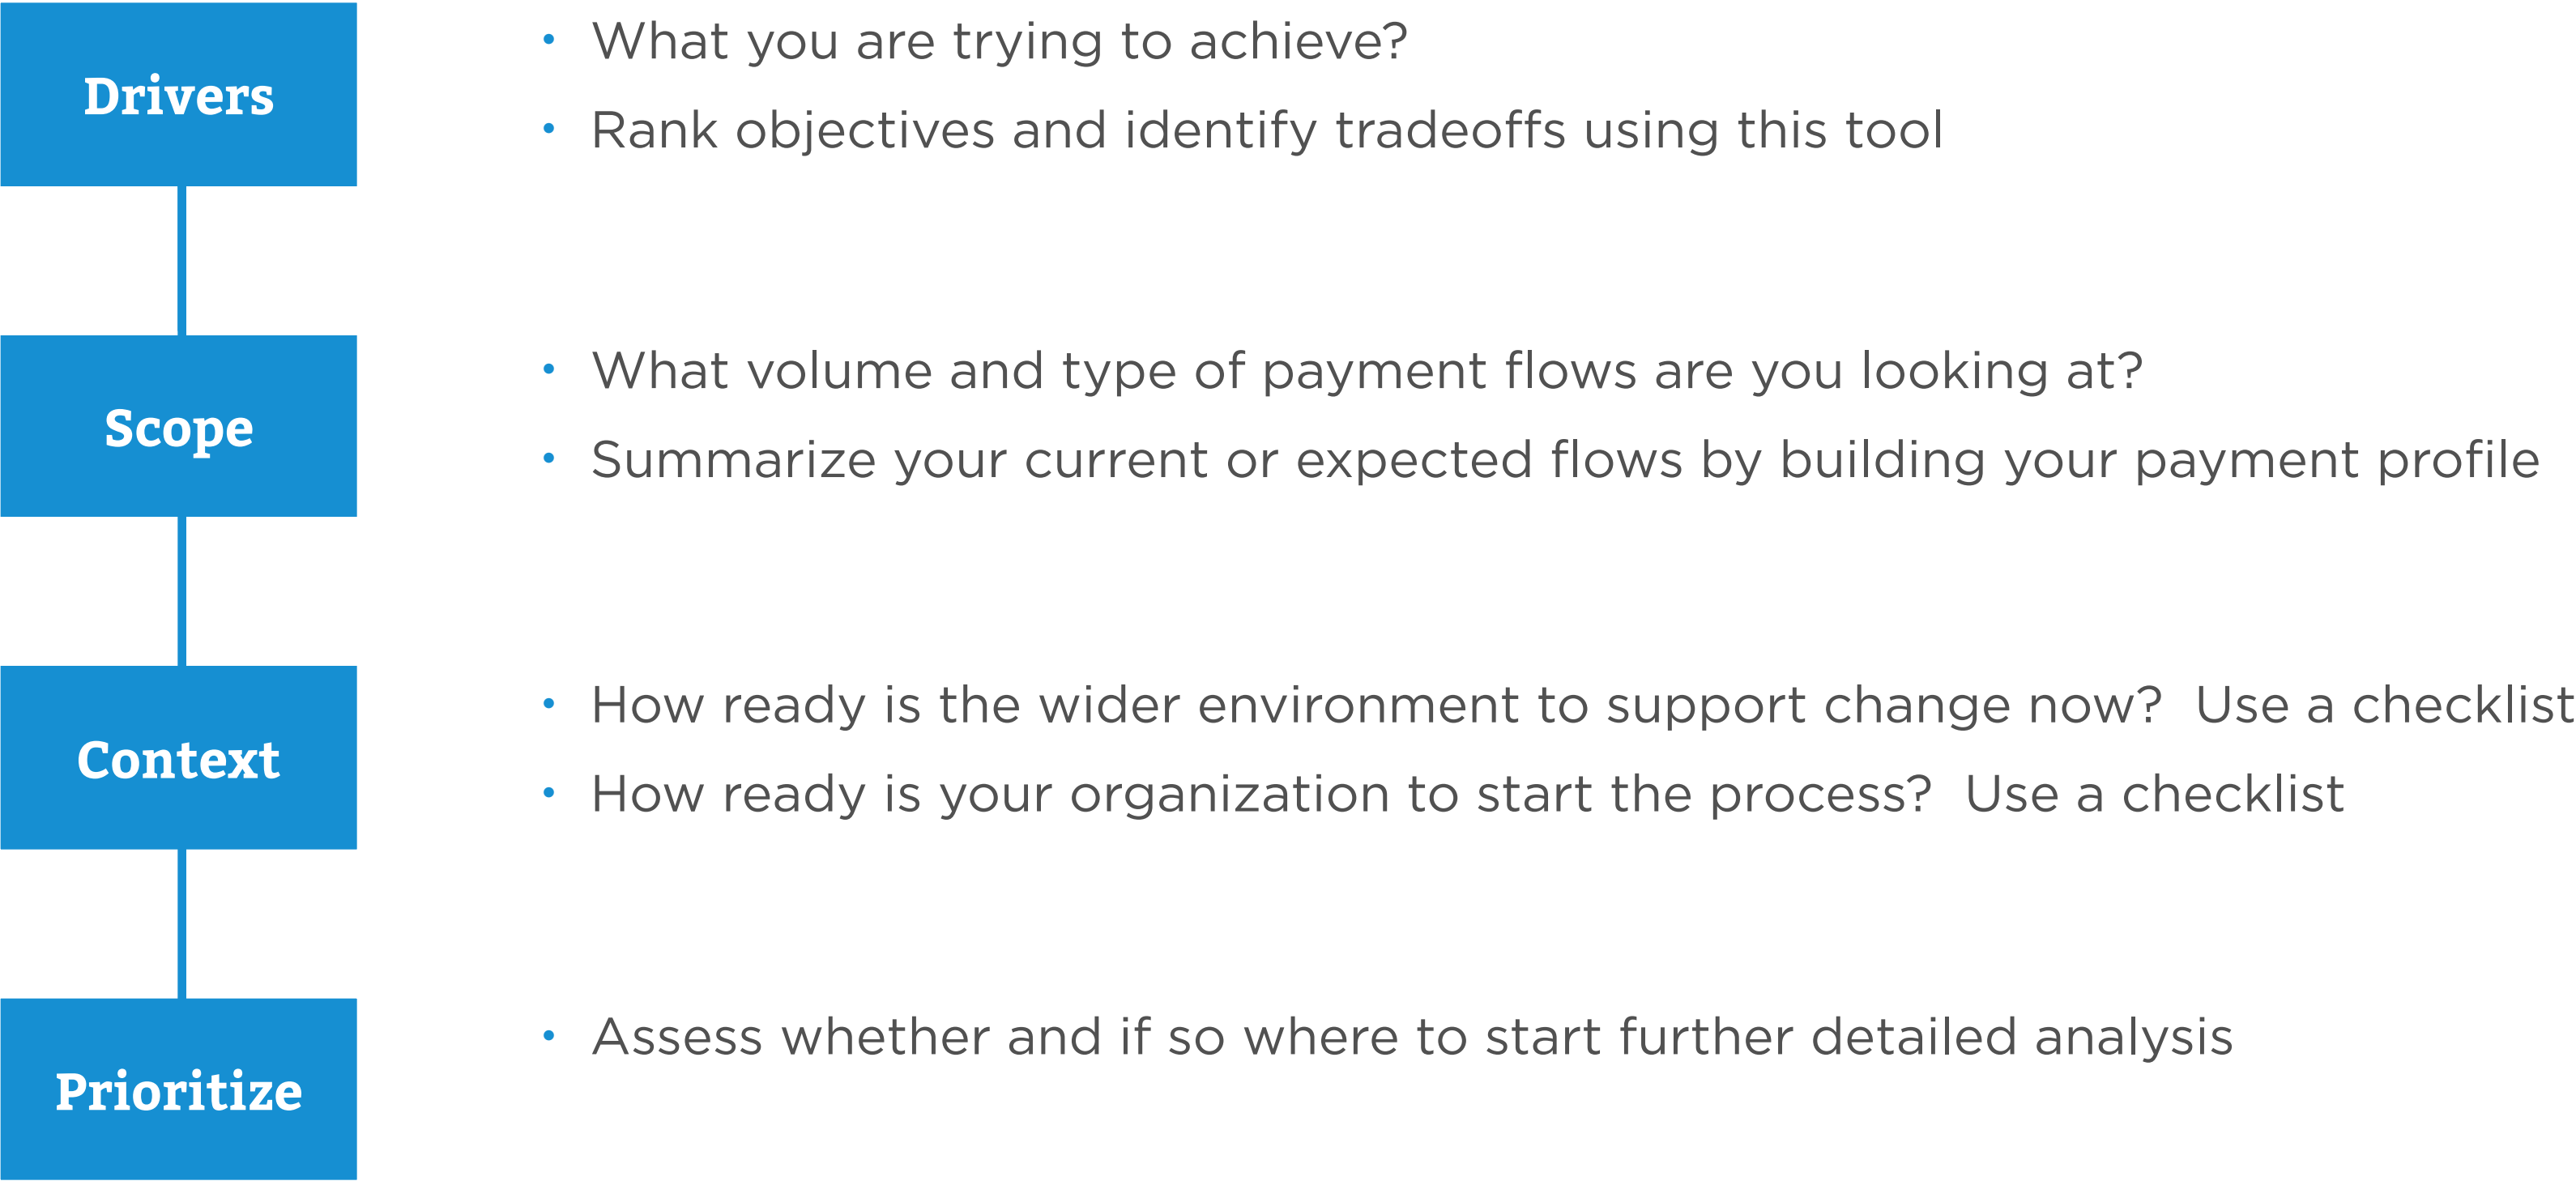 Drivers
• What you are trying to achieve?
• Rank objectives and identify tradeoffs using this tool
Scope
• What volume and type of payment flows are you looking at?
• Summarize your current or expected flows by building your payment profile
Context
• How ready is the wider environment to support change now?  Use a checklist
• How ready is your organization to start the process?  Use a checklist
Prioritize
• Assess whether and if so where to start further detailed analysis